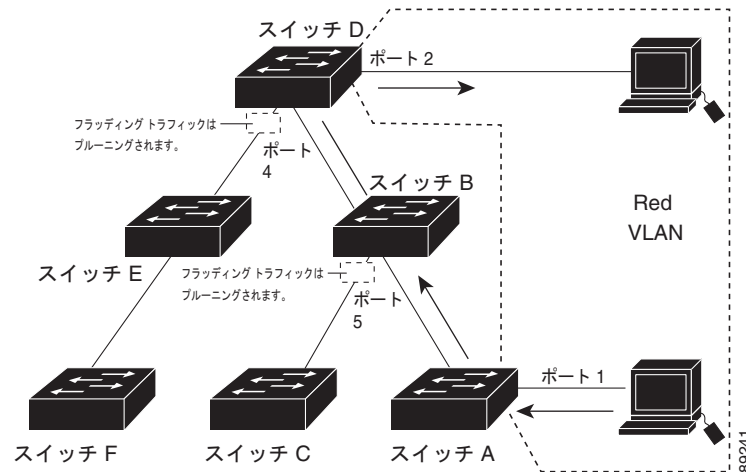 スイッチ D
ポート 2
フラッディング トラフィックは
プルーニングされます。
ポート
4
スイッチ B
Red
VLAN
スイッチ E
フラッディング トラフィックは
プルーニングされます。
ポート
5
ポート 1
スイッチ F
スイッチ C
スイッチ A
89241